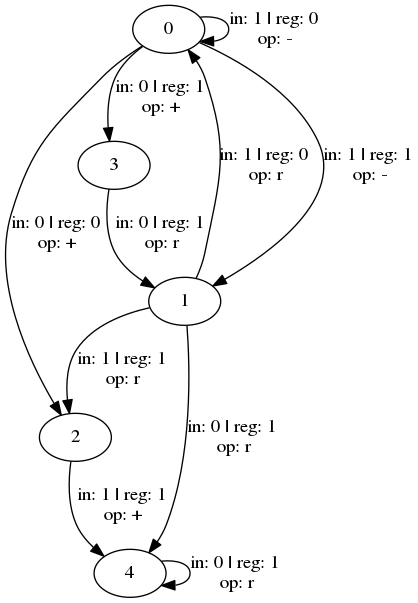 0
in: 1 | reg: 0
op: -
in: 0 | reg: 1
op: +
3
in: 1 | reg: 0
op: r
in: 1 | reg: 1
op: -
in: 0 | reg: 0
op: +
in: 0 | reg: 1
op: r
1
in: 1 | reg: 1
op: r
in: 0 | reg: 1
op: r
2
in: 1 | reg: 1
op: +
4
in: 0 | reg: 1
op: r